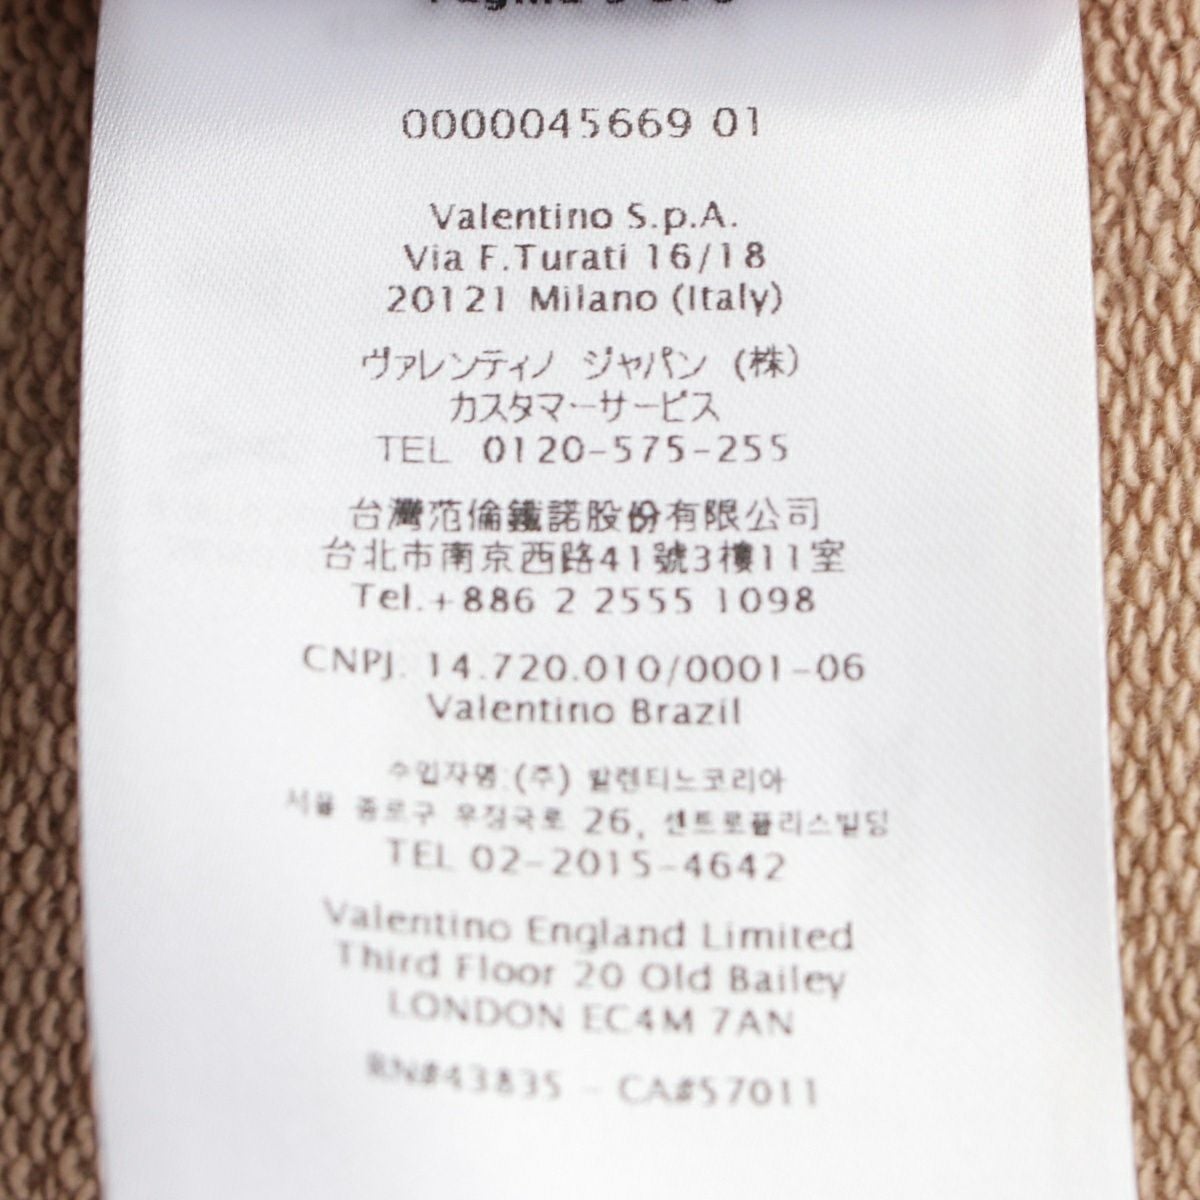 0000045669 01
Valentino S.p.A.
Via F.Turati 16/18
20121 Milano (Italy)
ヴァレンティノ ジャパン (株)
カスタマーサービス
TEL 0120-575-255
台灣范倫鐵諾股份有限公司
台北市南京西路41號3樓11室
Tel.+886 2 2555 1098
CNPJ. 14.720.010/0001-06
Valentino Brazil
수입자명:(주) 발렌티노코리아
서울 종로구 우정국로 26, 센트로폴리스빌딩
TEL 02-2015-4642
Valentino England Limited
Third Floor 20 Old Bailey
LONDON EC4M 7AN
RN#43835 - CA#57011